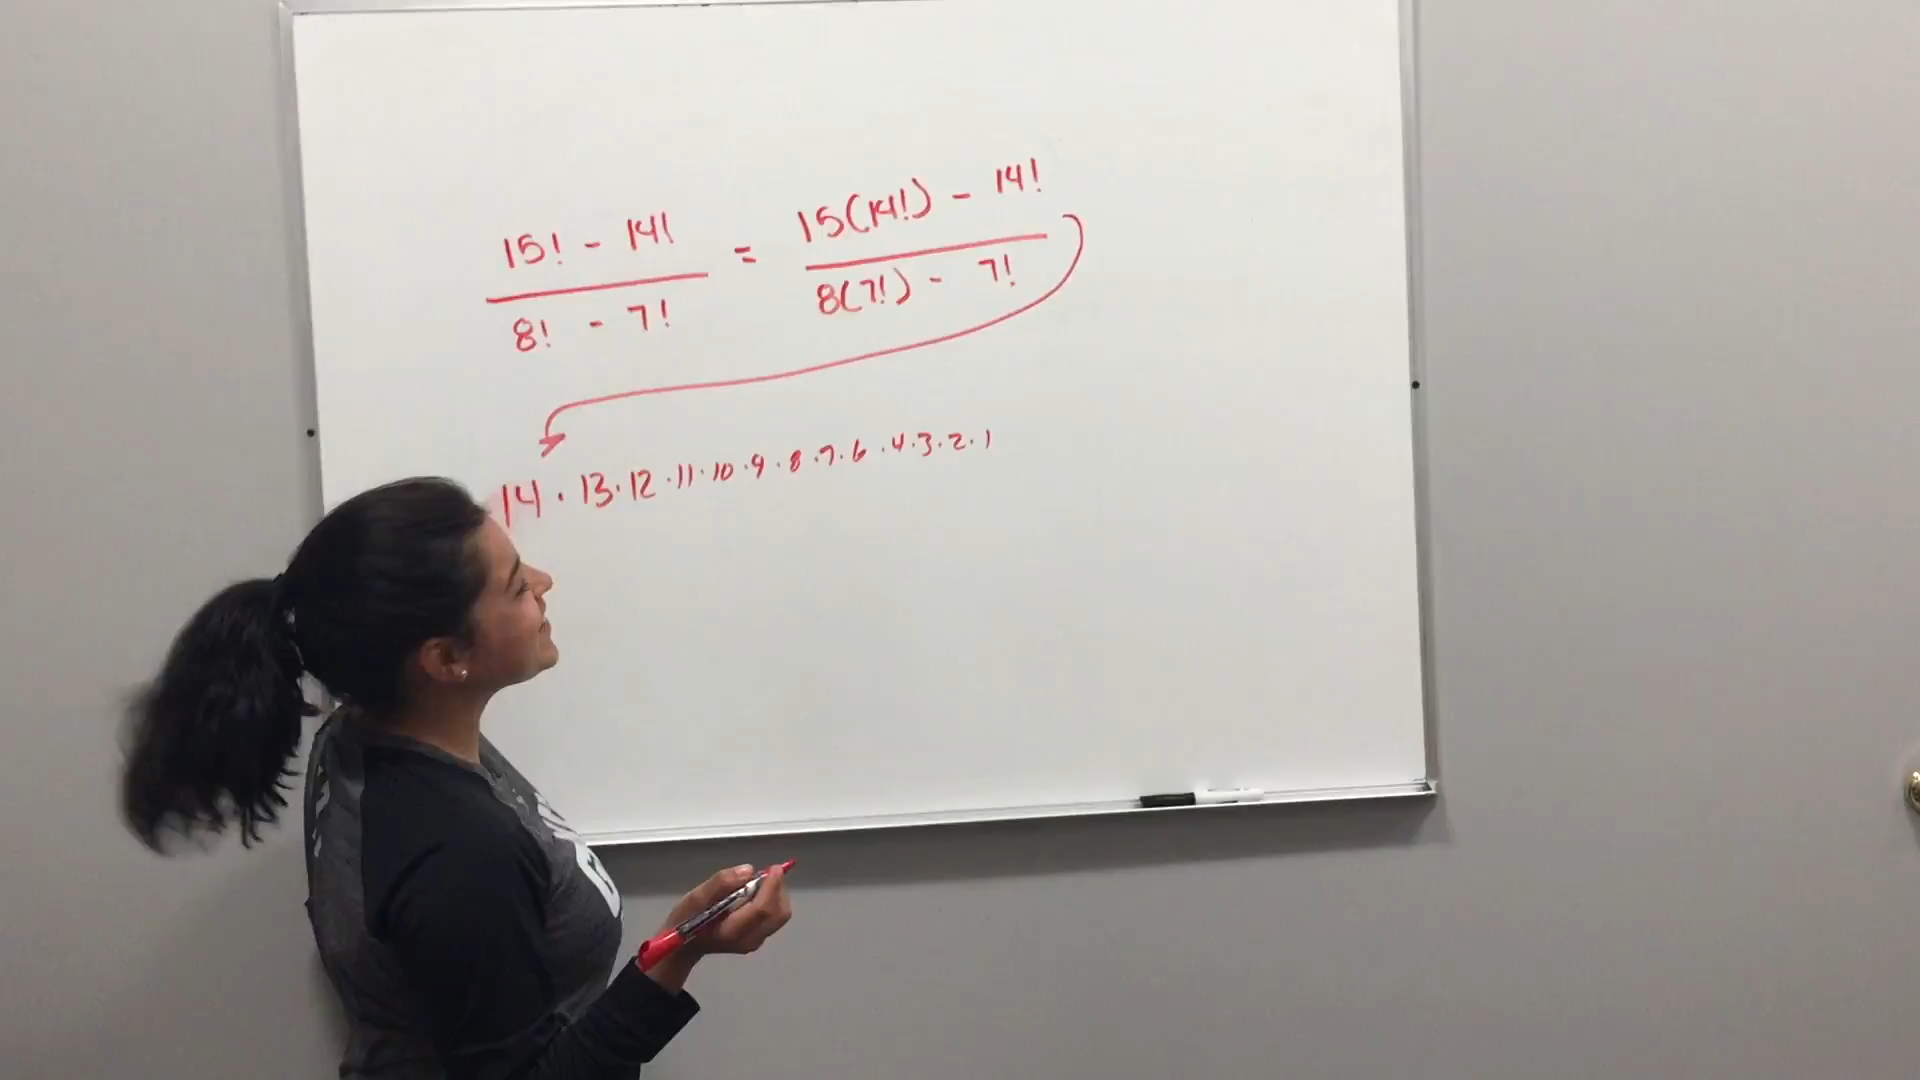 15! - 14! = 15(14!) - 14!
8! - 7! 8(7!) - 7!
14 · 13 · 12 · 11 · 10 · 9 · 8 · 7 · 6 · 4 · 3 · 2 · 1